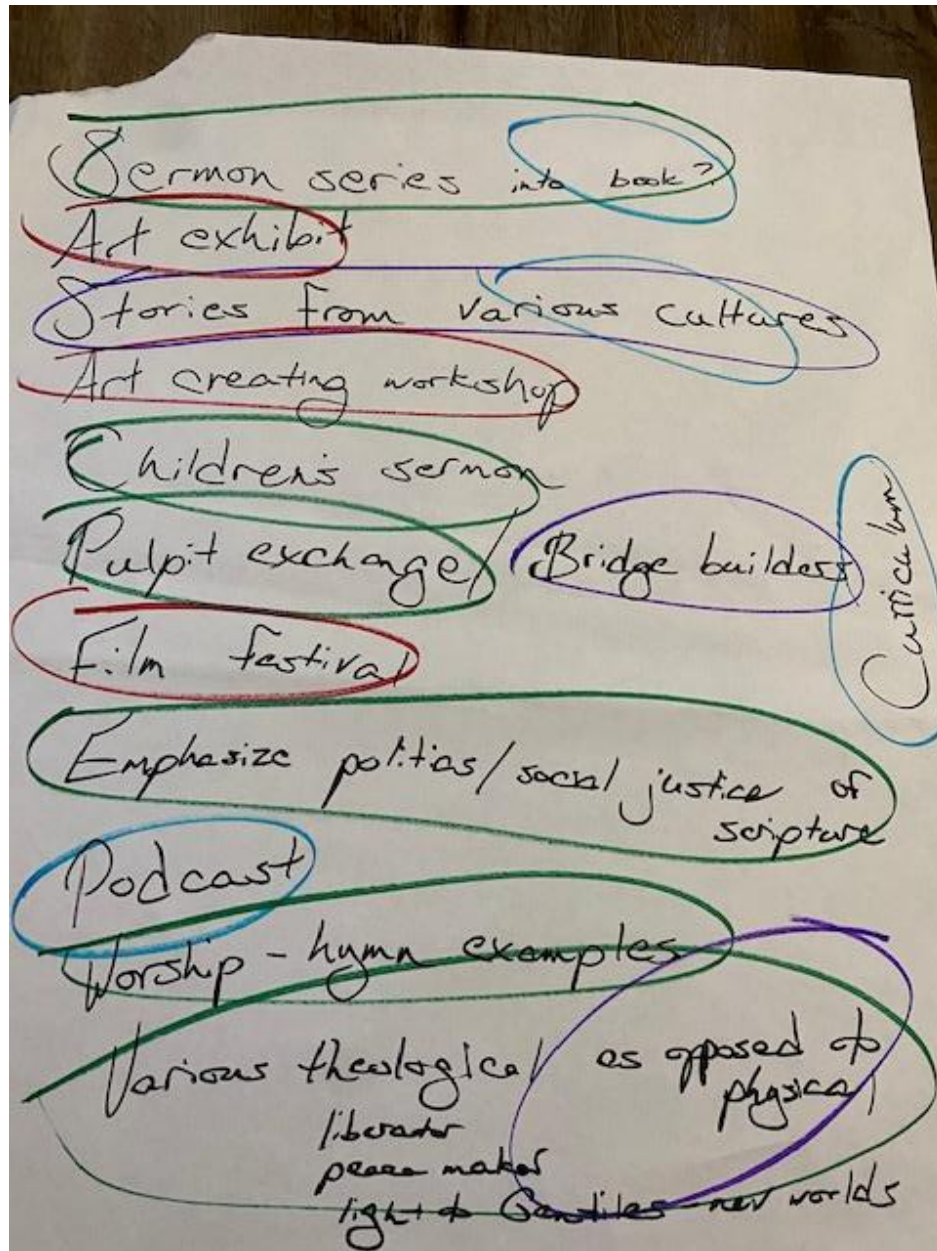 Sermon series into book?
Art exhibit
Stories from various cultures
Art creating workshop
Children's sermon
Pulpit exchange/ Bridge builders
Curriculum
Film festival
Emphasize politics/social justice of
scripture
Podcast
Worship - hymn examples
Various theological as opposed to
physical
liberator
peace maker
light to Gentiles - new worlds